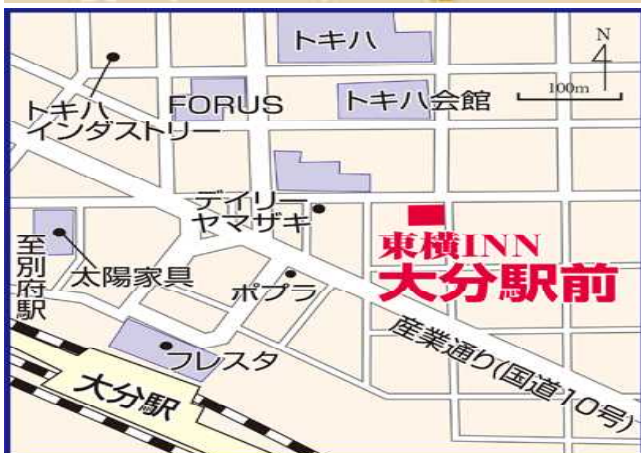 トキハ
N
100m
トキハ
インダストリー
FORUS
トキハ会館
デイリー
ヤマザキ
東横INN
大分駅前
至別府駅
太陽家具
ポプラ
フレスタ
産業通り(国道10号)
大分駅